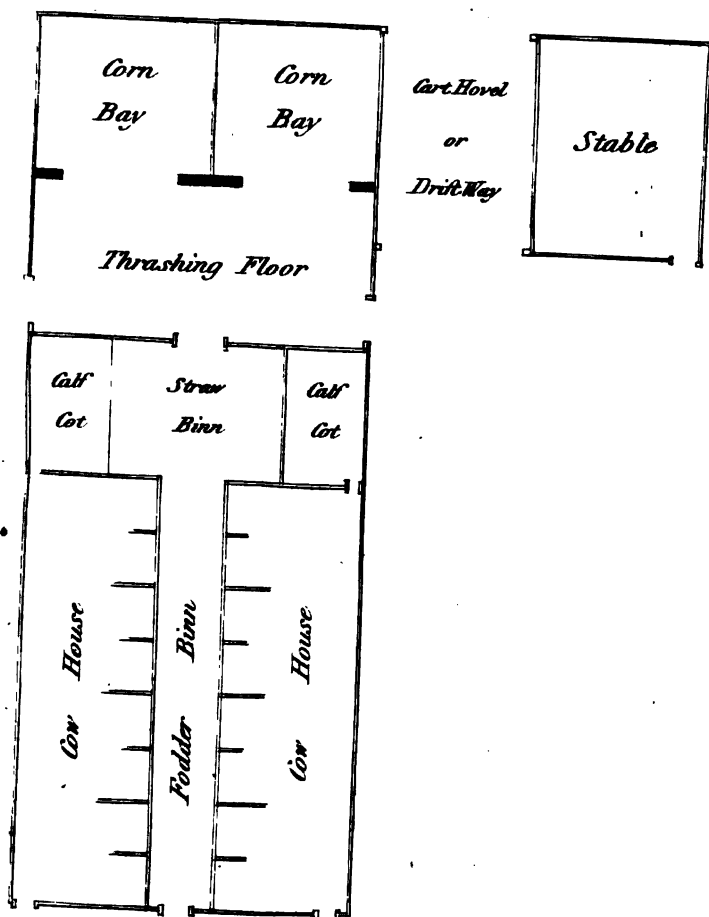 Corn
Bay
Corn
Bay
Cart Hovel
or
Drift Way
Stable
Thrashing Floor
Calf
Cot
Straw
Binn
Calf
Cot
Cow House
Fodder Binn
Cow House